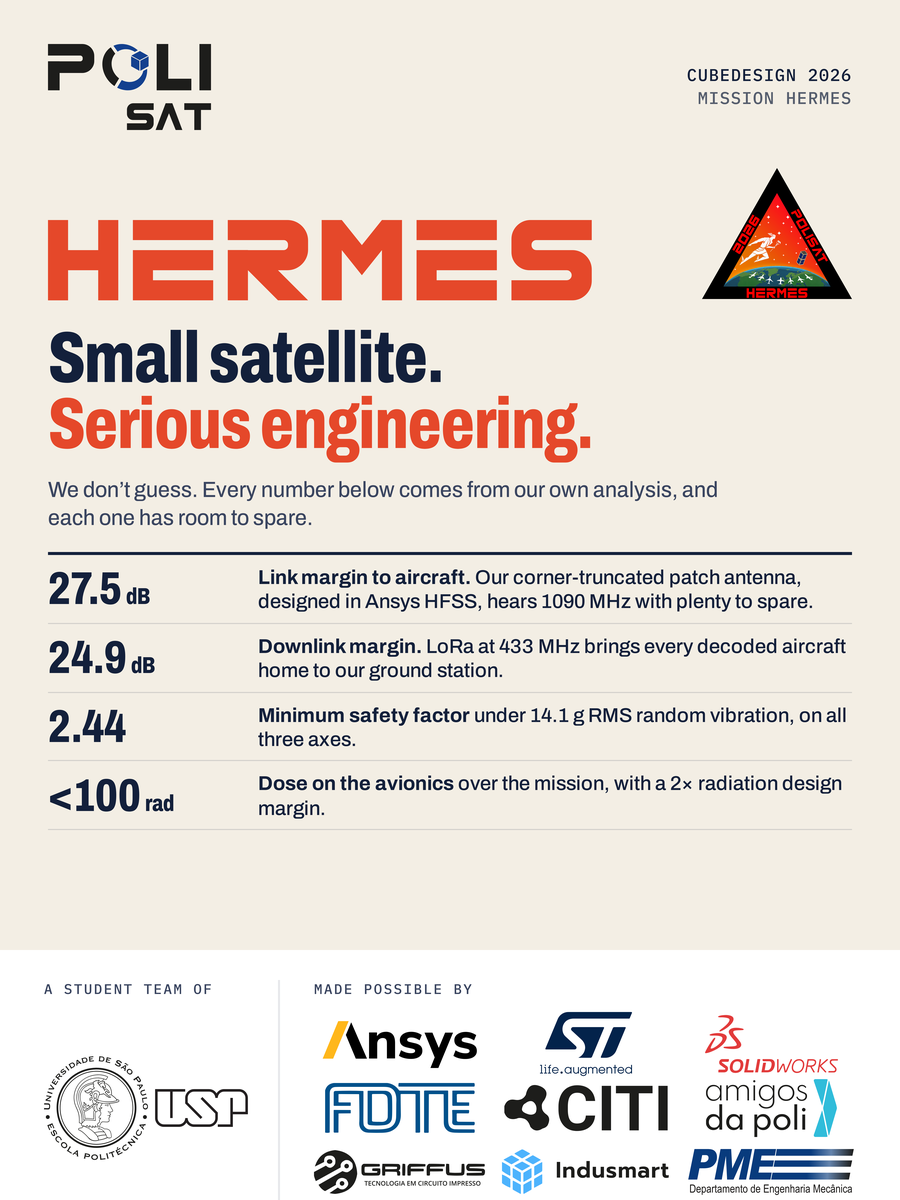 POLI
SAT
CUBEDESIGN 2026
MISSION HERMES
2026
POLISAT
HERMES
HERMES
Small satellite.
Serious engineering.
We don’t guess. Every number below comes from our own analysis, and
each one has room to spare.
27.5 dB
Link margin to aircraft. Our corner-truncated patch antenna,
designed in Ansys HFSS, hears 1090 MHz with plenty to spare.
24.9 dB
Downlink margin. LoRa at 433 MHz brings every decoded aircraft
home to our ground station.
2.44
Minimum safety factor under 14.1 g RMS random vibration, on all
three axes.
<100 rad
Dose on the avionics over the mission, with a 2× radiation design
margin.
A STUDENT TEAM OF
UNIVERSIDADE DE SÃO PAULO
ESCOLA POLITÉCNICA
USP
MADE POSSIBLE BY
Ansys
ST
life.augmented
3DS
SOLIDWORKS
FDTE
CITI
amigos
da poli
GRIFFUS
TECNOLOGIA EM CIRCUITO IMPRESSO
Indusmart
PME
Departamento de Engenharia Mecânica